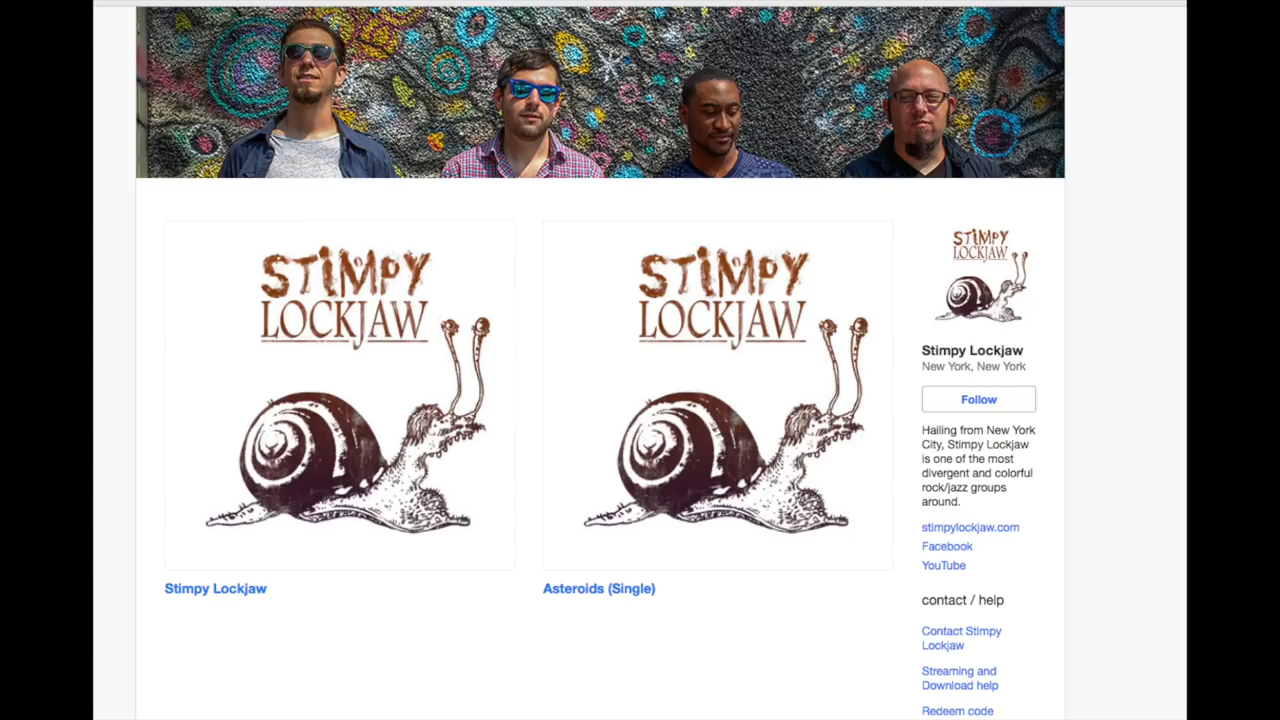 STIMPY
LOCKJAW
Stimpy Lockjaw
STIMPY
LOCKJAW
Asteroids (Single)
STIMPY
LOCKJAW
Stimpy Lockjaw
New York, New York
Follow
Hailing from New York
City, Stimpy Lockjaw
is one of the most
divergent and colorful
rock/jazz groups
around.
stimpylockjaw.com
Facebook
YouTube
contact / help
Contact Stimpy
Lockjaw
Streaming and
Download help
Redeem code